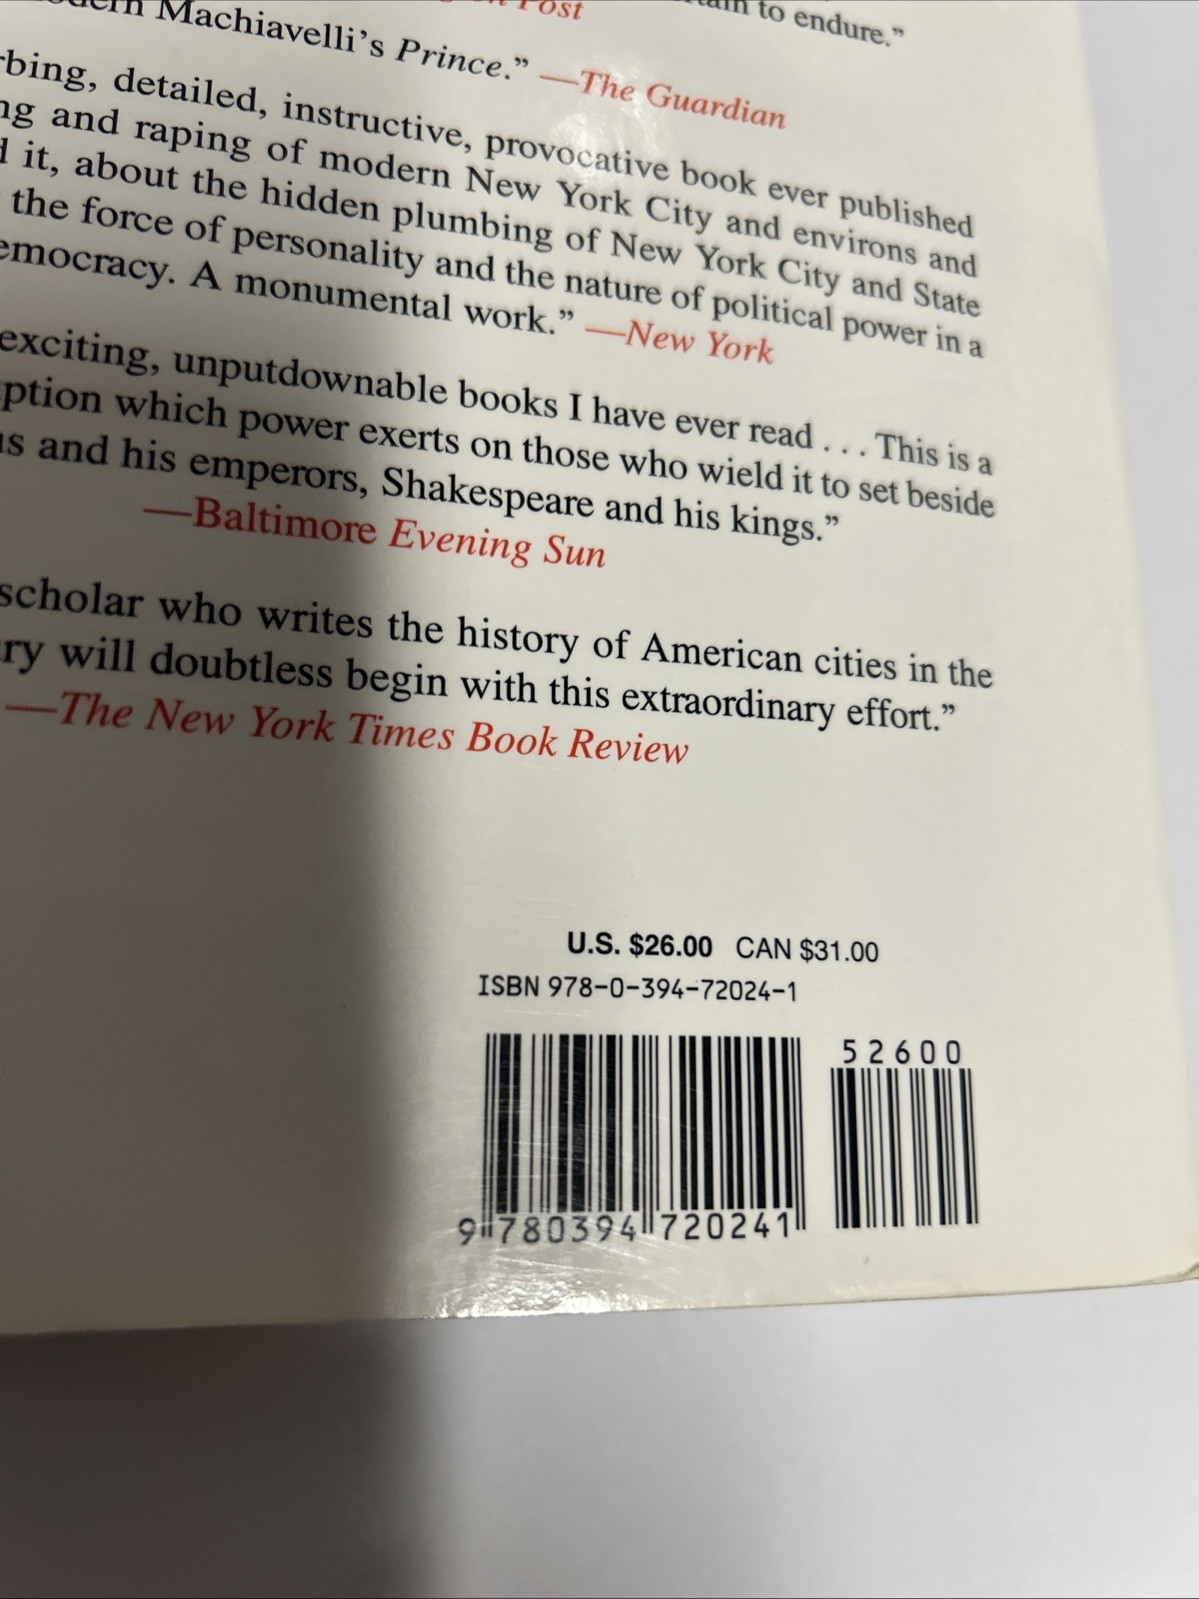 Post
to endure.”
Machiavelli’s Prince.” —The Guardian
detailed, instructive, provocative book ever published
and raping of modern New York City and environs and
it, about the hidden plumbing of New York City and State
the force of personality and the nature of political power in a
A monumental work.” —New York
exciting, unputdownable books I have ever read . . . This is a
which power exerts on those who wield it to set beside
and his emperors, Shakespeare and his kings.”
—Baltimore Evening Sun
scholar who writes the history of American cities in the
will doubtless begin with this extraordinary effort.”
—The New York Times Book Review
U.S. $26.00 CAN $31.00
ISBN 978-0-394-72024-1
52600
9 780394 720241